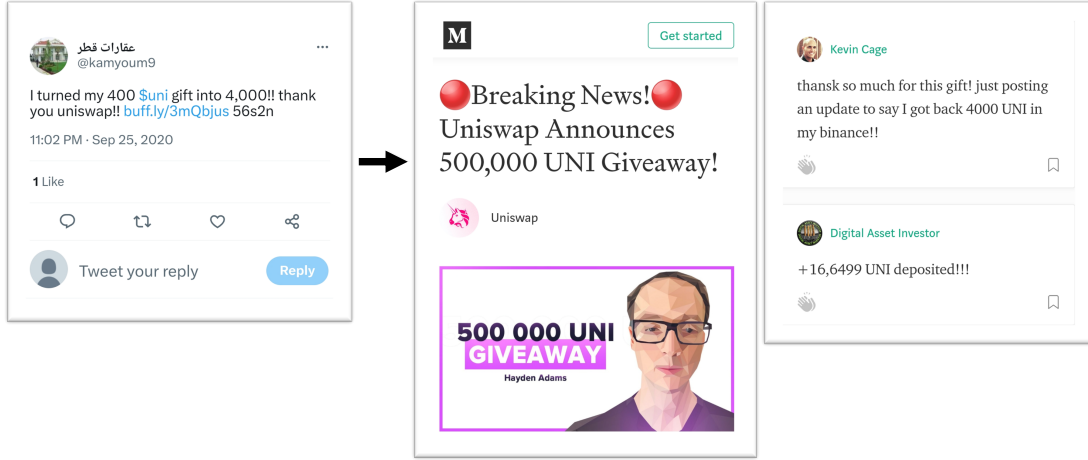 عقارات قطر
@kamyoum9
I turned my 400 $uni gift into 4,000!! thank
you uniswap!! buff.ly/3mQbjus 56s2n
11:02 PM · Sep 25, 2020
1 Like
Tweet your reply
Reply
M
Get started
🔴Breaking News!🔴
Uniswap Announces
500,000 UNI Giveaway!
Uniswap
500 000 UNI
GIVEAWAY
Hayden Adams
Kevin Cage
thansk so much for this gift! just posting
an update to say I got back 4000 UNI in
my binance!!
Digital Asset Investor
+16,6499 UNI deposited!!!